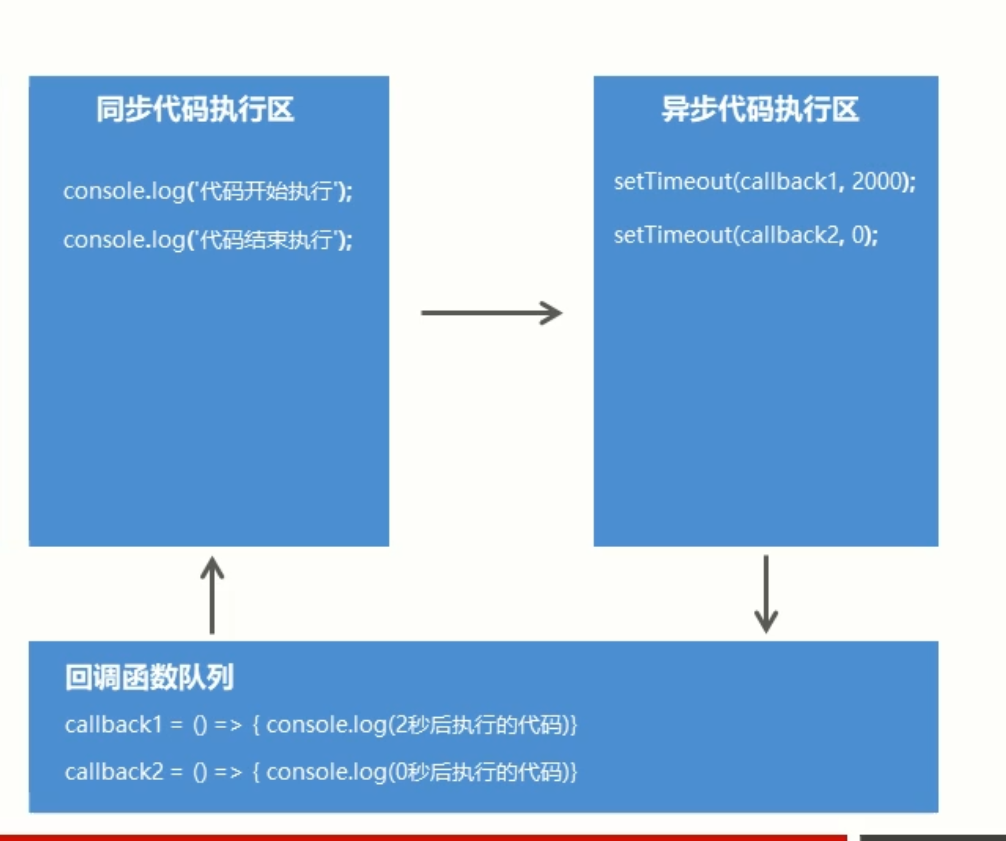 同步代码执行区
console.log('代码开始执行');
console.log('代码结束执行');
异步代码执行区
setTimeout(callback1, 2000);
setTimeout(callback2, 0);
回调函数队列
callback1 = () => { console.log(2秒后执行的代码)}
callback2 = () => { console.log(0秒后执行的代码)}